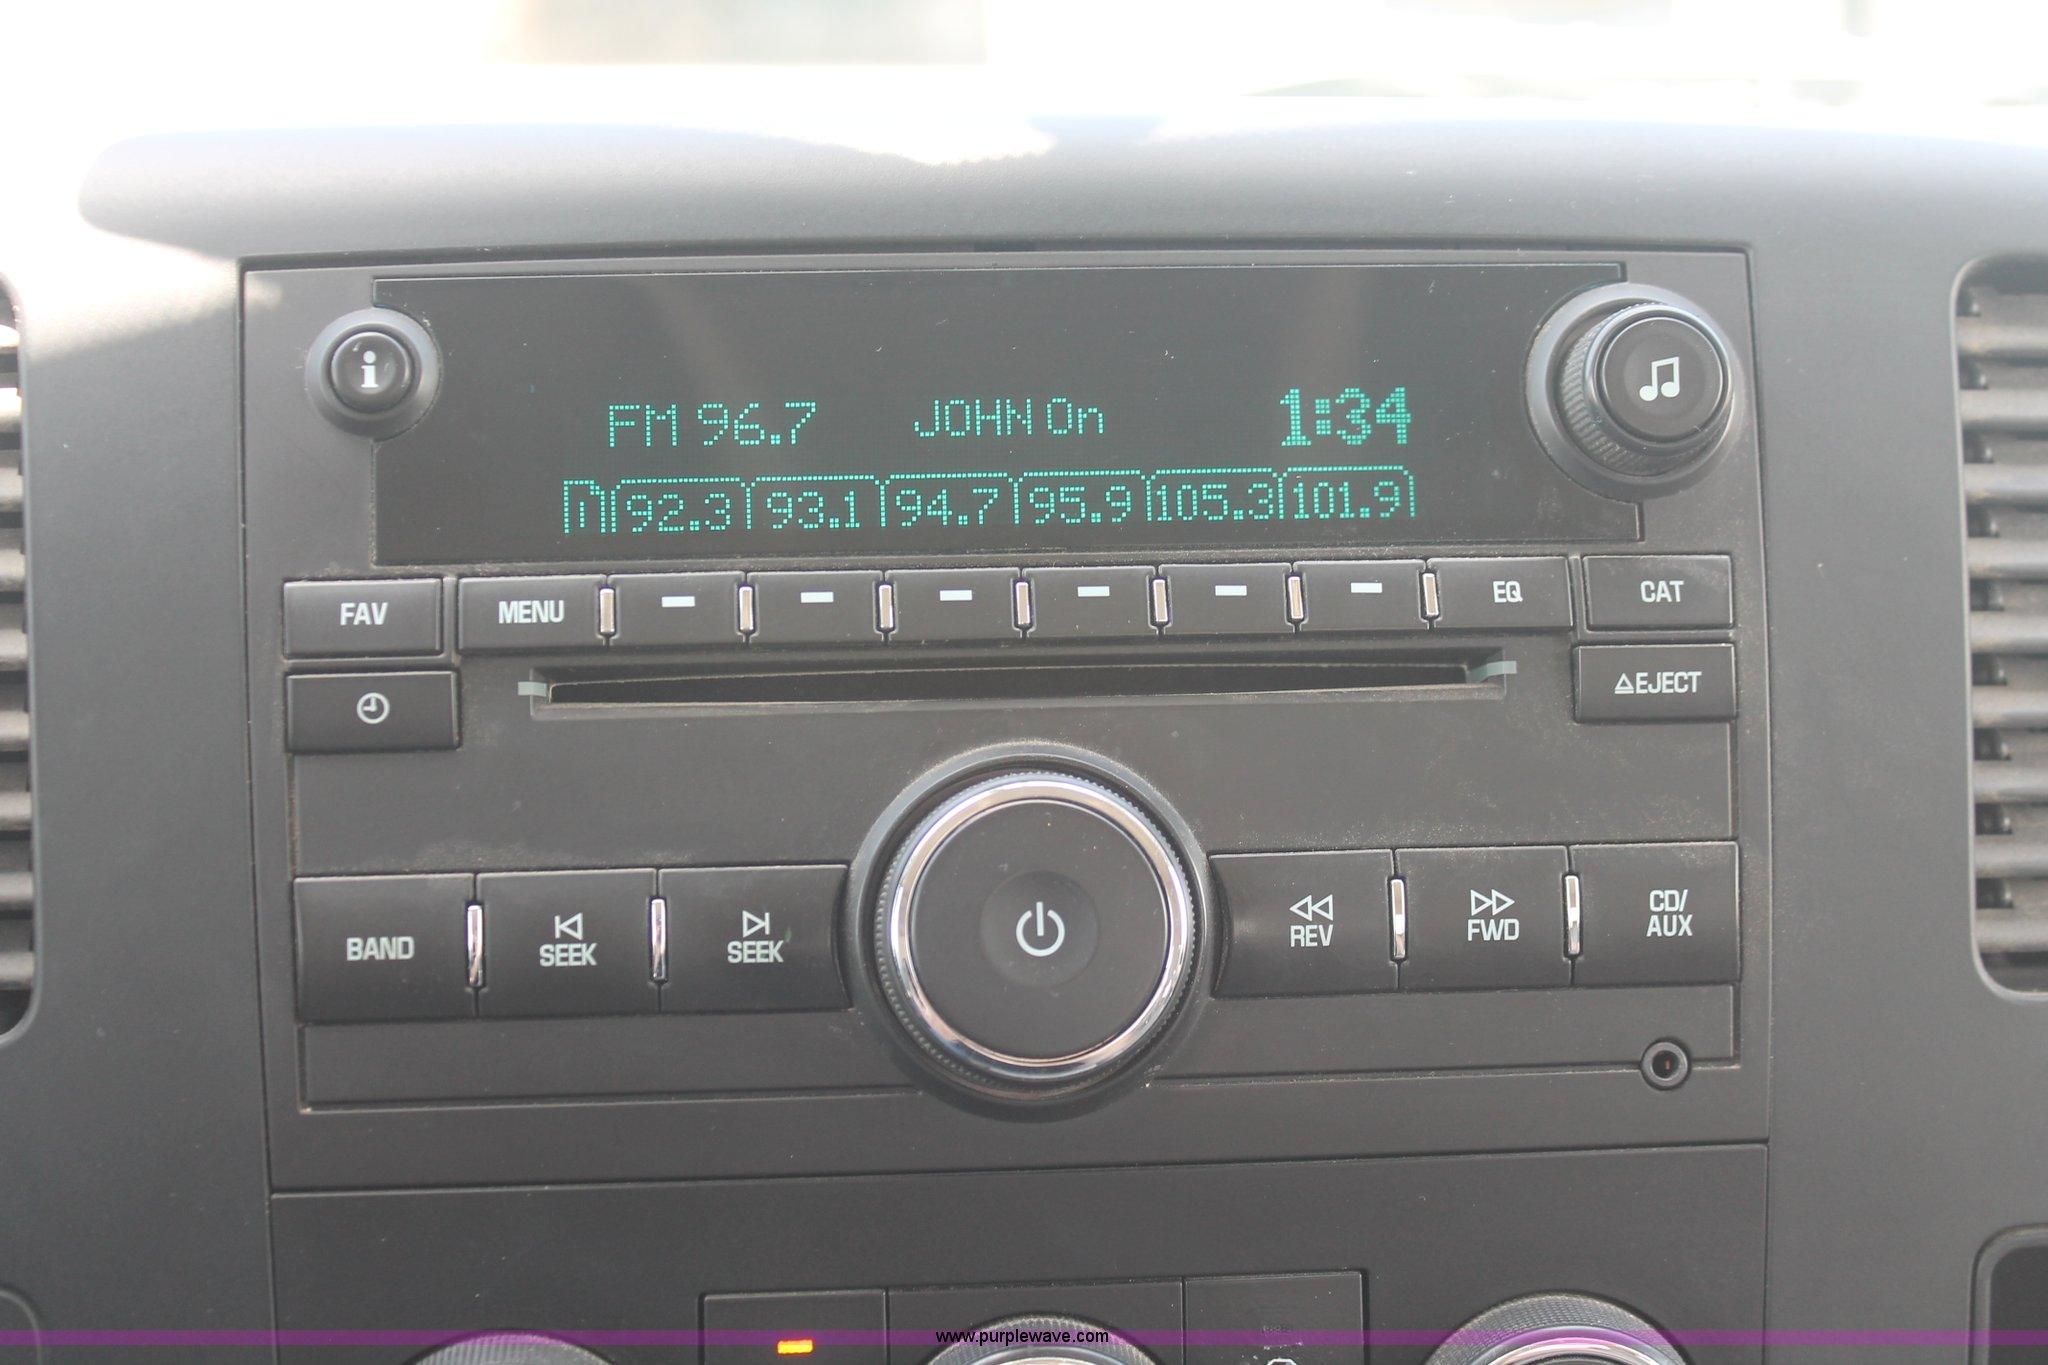 FM 96.7 JOHN On 1:34
92.3 93.1 94.7 95.9 105.3 101.9
FAV MENU EQ CAT
EJECT
BAND SEEK SEEK REV FWD CD/
AUX
www.purplewave.com